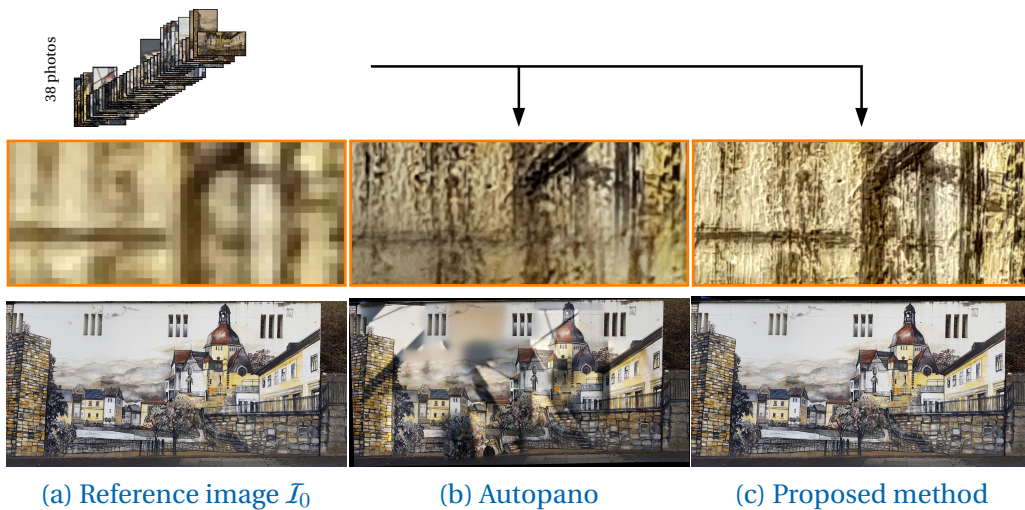 38 photos
(a) Reference image I₀
(b) Autopano
(c) Proposed method